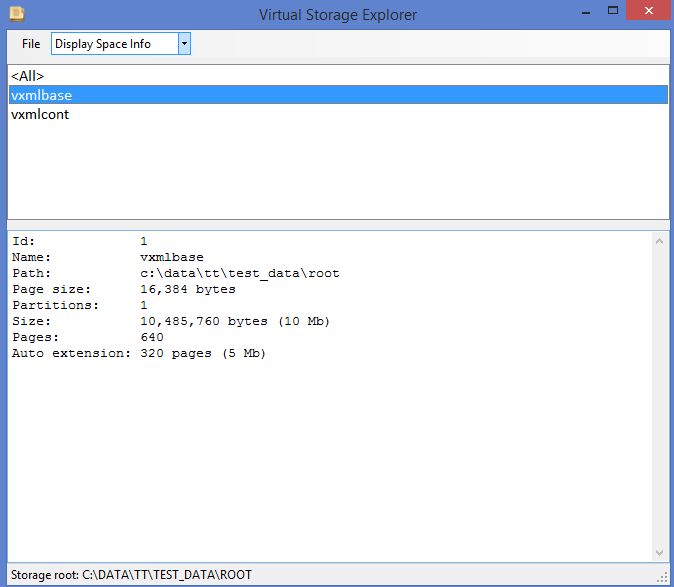 Virtual Storage Explorer
File Display Space Info
<All>
vxmlbase
vxmlcont
Id: 1
Name: vxmlbase
Path: c:\data\tt\test_data\root
Page size: 16,384 bytes
Partitions: 1
Size: 10,485,760 bytes (10 Mb)
Pages: 640
Auto extension: 320 pages (5 Mb)
Storage root: C:\DATA\TT\TEST_DATA\ROOT